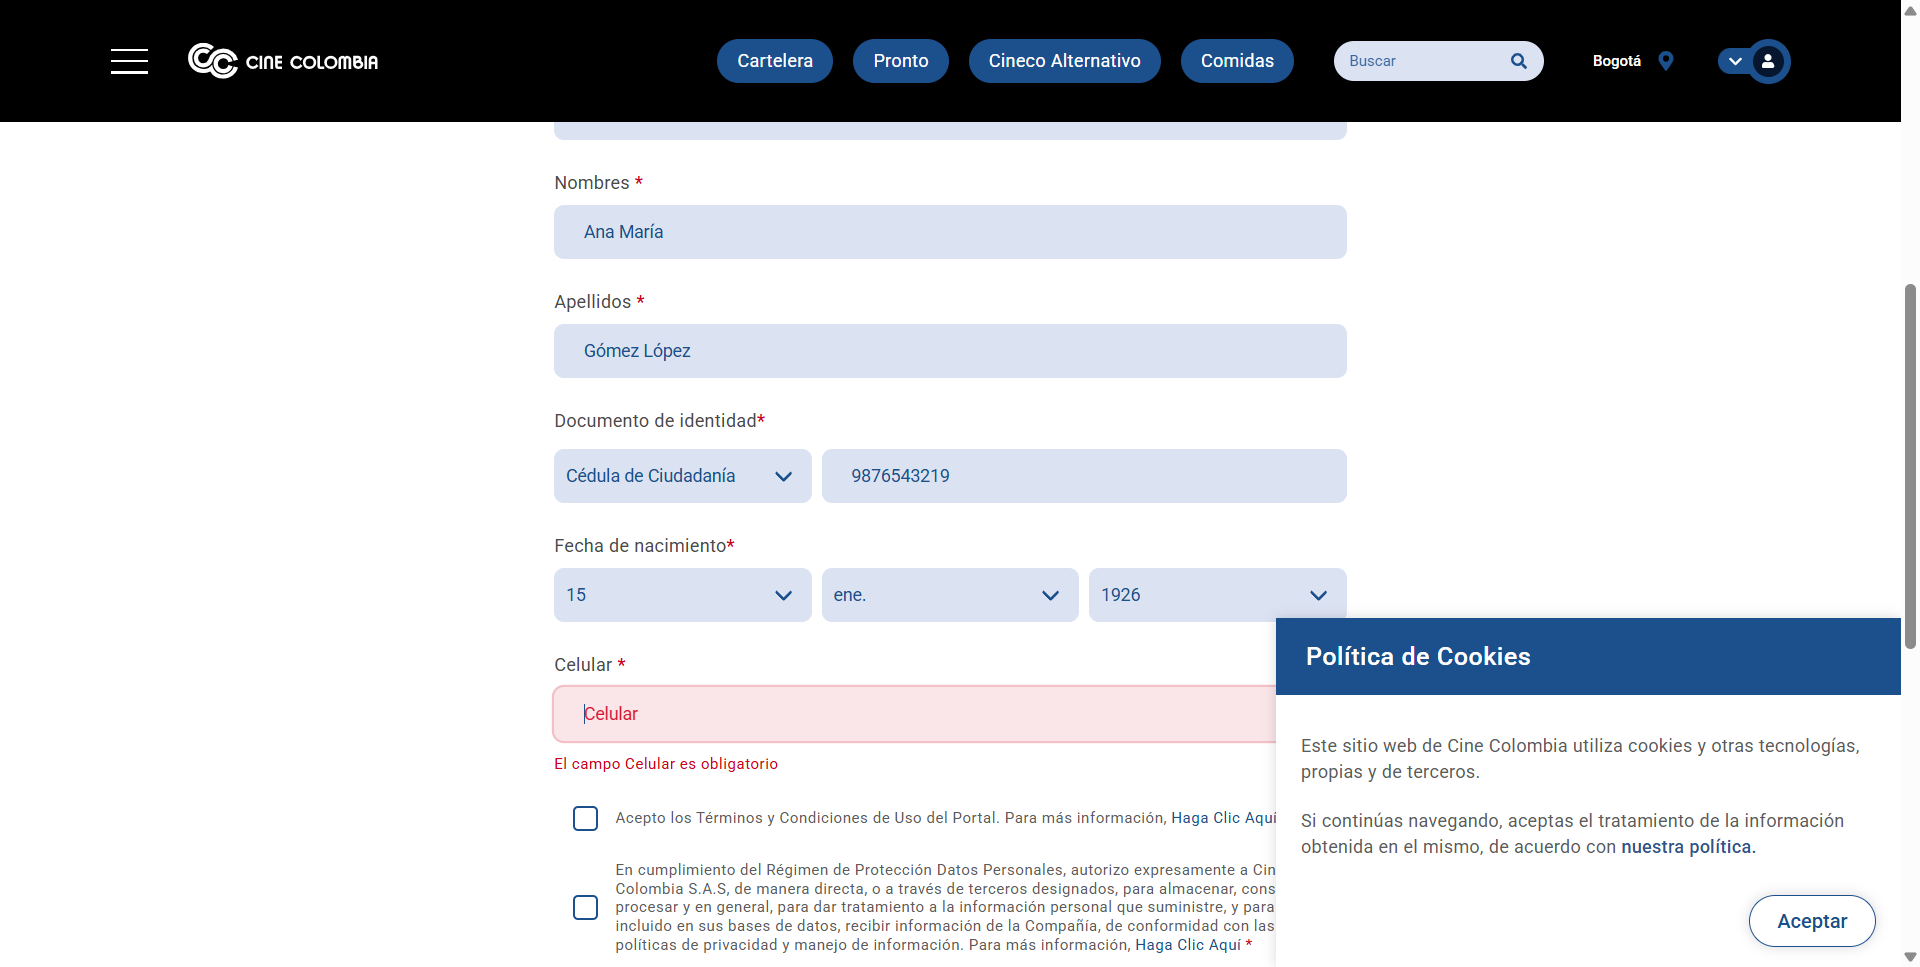 CINE COLOMBIA
Cartelera
Pronto
Cineco Alternativo
Comidas
Buscar
Bogotá
Nombres *
Ana María
Apellidos *
Gómez López
Documento de identidad*
Cédula de Ciudadanía
9876543219
Fecha de nacimiento*
15
ene.
1926
Celular *
Celular
El campo Celular es obligatorio
Acepto los Términos y Condiciones de Uso del Portal. Para más información, Haga Clic Aquí
En cumplimiento del Régimen de Protección Datos Personales, autorizo expresamente a Cin
Colombia S.A.S, de manera directa, o a través de terceros designados, para almacenar, cons
procesar y en general, para dar tratamiento a la información personal que suministre, y para
incluido en sus bases de datos, recibir información de la Compañía, de conformidad con las
políticas de privacidad y manejo de información. Para más información, Haga Clic Aquí *
Política de Cookies
Este sitio web de Cine Colombia utiliza cookies y otras tecnologías,
propias y de terceros.
Si continúas navegando, aceptas el tratamiento de la información
obtenida en el mismo, de acuerdo con nuestra política.
Aceptar